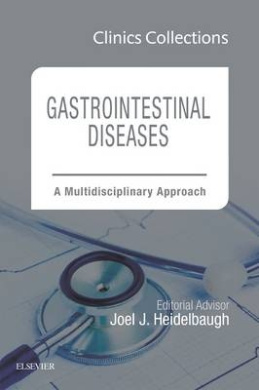 Clinics Collections
GASTROINTESTINAL
DISEASES
A Multidisciplinary Approach
Editorial Advisor
Joel J. Heidelbaugh
ELSEVIER